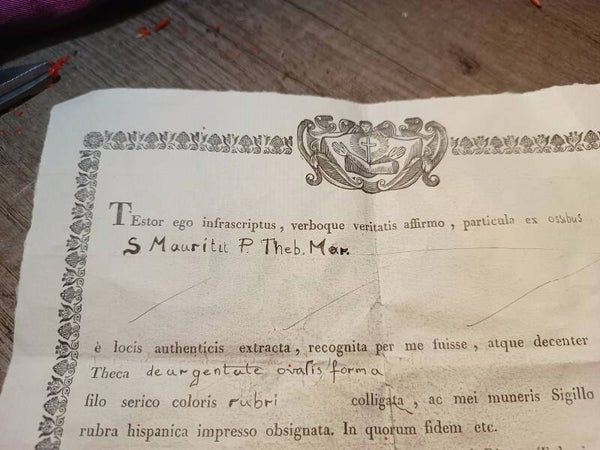 TEstor ego infrascriptus, verboque veritatis affirmo, particula ex ossibus
S Mauritii P. Theb. Mar.
è locis authenticis extracta, recognita per me fuisse, atque decenter
Theca deargentate ovalis forma
filo serico coloris rubri colligata, ac mei muneris Sigillo
rubra hispanica impresso obsignata. In quorum fidem etc.